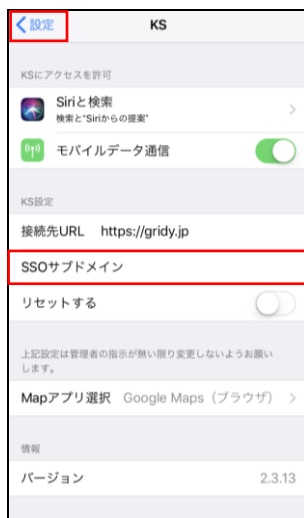 設定
KS
KSにアクセスを許可
Siriと検索
検索と"Siriからの提案"
モバイルデータ通信
KS設定
接続先URL https://gridy.jp
SSOサブドメイン
リセットする
上記設定は管理者の指示が無い限り変更しないようお願い
します。
Mapアプリ選択 Google Maps（ブラウザ）
情報
バージョン 2.3.13